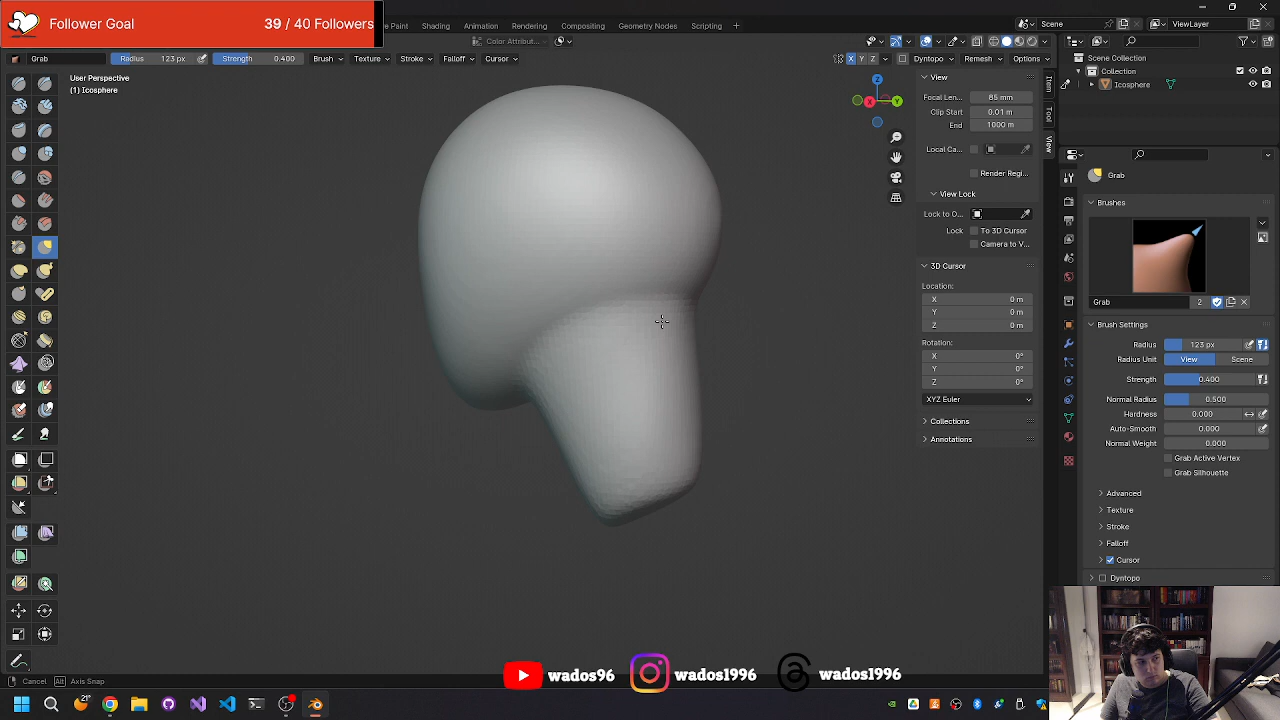 Follower Goal
39 / 40 Followers
e Paint
Shading
Animation
Rendering
Compositing
Geometry Nodes
Scripting
+
Scene
ViewLayer
Color Attribut...
Grab
Radius
123 px
Strength
0.400
Brush
Texture
Stroke
Falloff
Cursor
X
Y
Z
Dyntopo
Remesh
Options
User Perspective
(1) Icosphere
Z
X
Y
View
Focal Len...
85 mm
Clip Start
0.01 m
End
1000 m
Local Ca...
Render Regi...
View Lock
Lock to O...
Lock
To 3D Cursor
Camera to V...
3D Cursor
Location:
X
0 m
Y
0 m
Z
0 m
Rotation:
X
0°
Y
0°
Z
0°
XYZ Euler
Collections
Annotations
Item
Tool
View
Scene Collection
Collection
Icosphere
Grab
Brushes
Grab
2
Brush Settings
Radius
123 px
Radius Unit
View
Scene
Strength
0.400
Normal Radius
0.500
Hardness
0.000
Auto-Smooth
0.000
Normal Weight
0.000
Grab Active Vertex
Grab Silhouette
Advanced
Texture
Stroke
Falloff
Cursor
Dyntopo
wados96
wados1996
wados1996
Cancel
Alt
Axis Snap